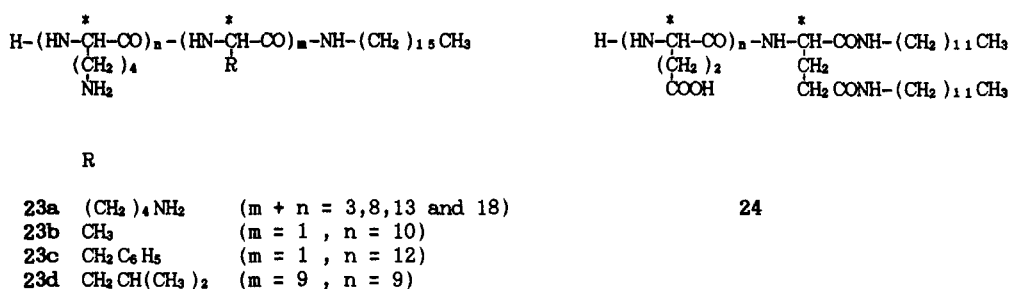 * * * *
H-(HN-CH-CO)n-(HN-CH-CO)m-NH-(CH2)15CH3 H-(HN-CH-CO)n-NH-CH-CONH-(CH2)11CH3
(CH2)4 R (CH2)2 CH2
NH2 COOH CH2CONH-(CH2)11CH3
R
23a (CH2)4NH2 (m + n = 3,8,13 and 18) 24
23b CH3 (m = 1 , n = 10)
23c CH2C6H5 (m = 1 , n = 12)
23d CH2CH(CH3)2 (m = 9 , n = 9)